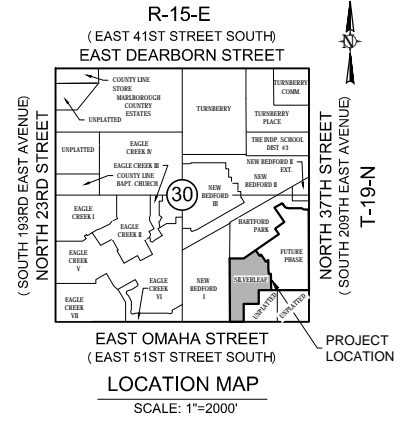 R-15-E
( EAST 41ST STREET SOUTH)
EAST DEARBORN STREET
N
COUNTY LINE
STORE
MARLBOROUGH
COUNTRY
ESTATES
UNPLATTED
TURNBERRY
TURNBERRY
COMM.
TURNBERRY
PLACE
UNPLATTED
EAGLE
CREEK IV
THE INDP. SCHOOL
DIST #3
EAGLE CREEK III
COUNTY LINE
BAPT. CHURCH
NEW BEDFORD II
EXT.
NEW
BEDFORD II
30
NEW
BEDFORD
III
EAGLE
CREEK I
EAGLE
CREEK II
HARTFORD
PARK
EAGLE
CREEK
V
FUTURE
PHASE
EAGLE
CREEK
VI
NEW
BEDFORD
I
SILVERLEAF
EAGLE
CREEK
VII
UNPLATTED
UNPLATTED
( SOUTH 193RD EAST AVENUE)
NORTH 23RD STREET
NORTH 37TH STREET
(SOUTH 209TH EAST AVENUE)
T-19-N
EAST OMAHA STREET
( EAST 51ST STREET SOUTH)
PROJECT
LOCATION
LOCATION MAP
SCALE: 1"=2000'